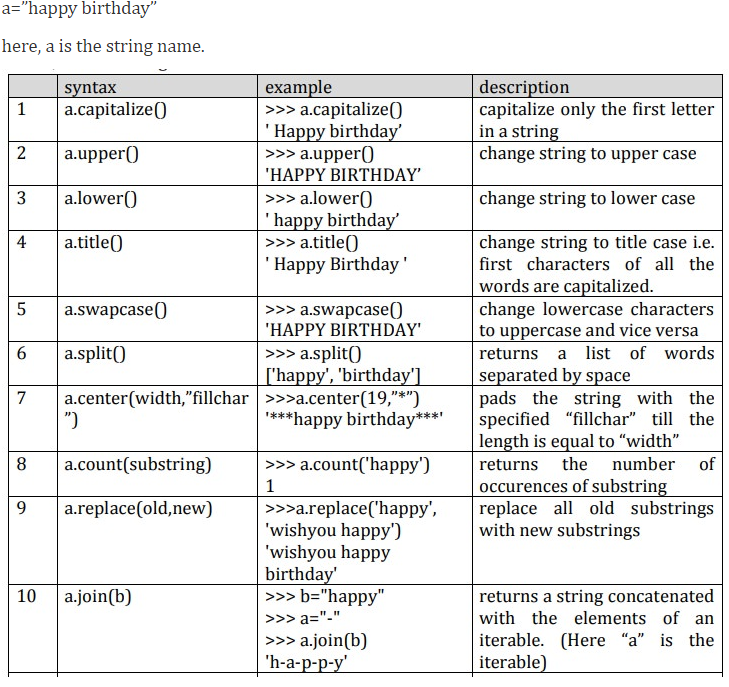 a=”happy birthday”
here, a is the string name.
syntax example description
1 a.capitalize() >>> a.capitalize() capitalize only the first letter
' Happy birthday’ in a string
2 a.upper() >>> a.upper() change string to upper case
'HAPPY BIRTHDAY’
3 a.lower() >>> a.lower() change string to lower case
' happy birthday’
4 a.title() >>> a.title() change string to title case i.e.
' Happy Birthday ' first characters of all the
words are capitalized.
5 a.swapcase() >>> a.swapcase() change lowercase characters
'HAPPY BIRTHDAY' to uppercase and vice versa
6 a.split() >>> a.split() returns a list of words
['happy', 'birthday'] separated by space
7 a.center(width,”fillchar >>>a.center(19,”*”) pads the string with the
”) '***happy birthday***' specified “fillchar” till the
length is equal to “width”
8 a.count(substring) >>> a.count('happy') returns the number of
1 occurences of substring
9 a.replace(old,new) >>>a.replace('happy', replace all old substrings
'wishyou happy') with new substrings
'wishyou happy
birthday'
10 a.join(b) >>> b="happy" returns a string concatenated
>>> a="-" with the elements of an
>>> a.join(b) iterable. (Here “a” is the
'h-a-p-p-y' iterable)